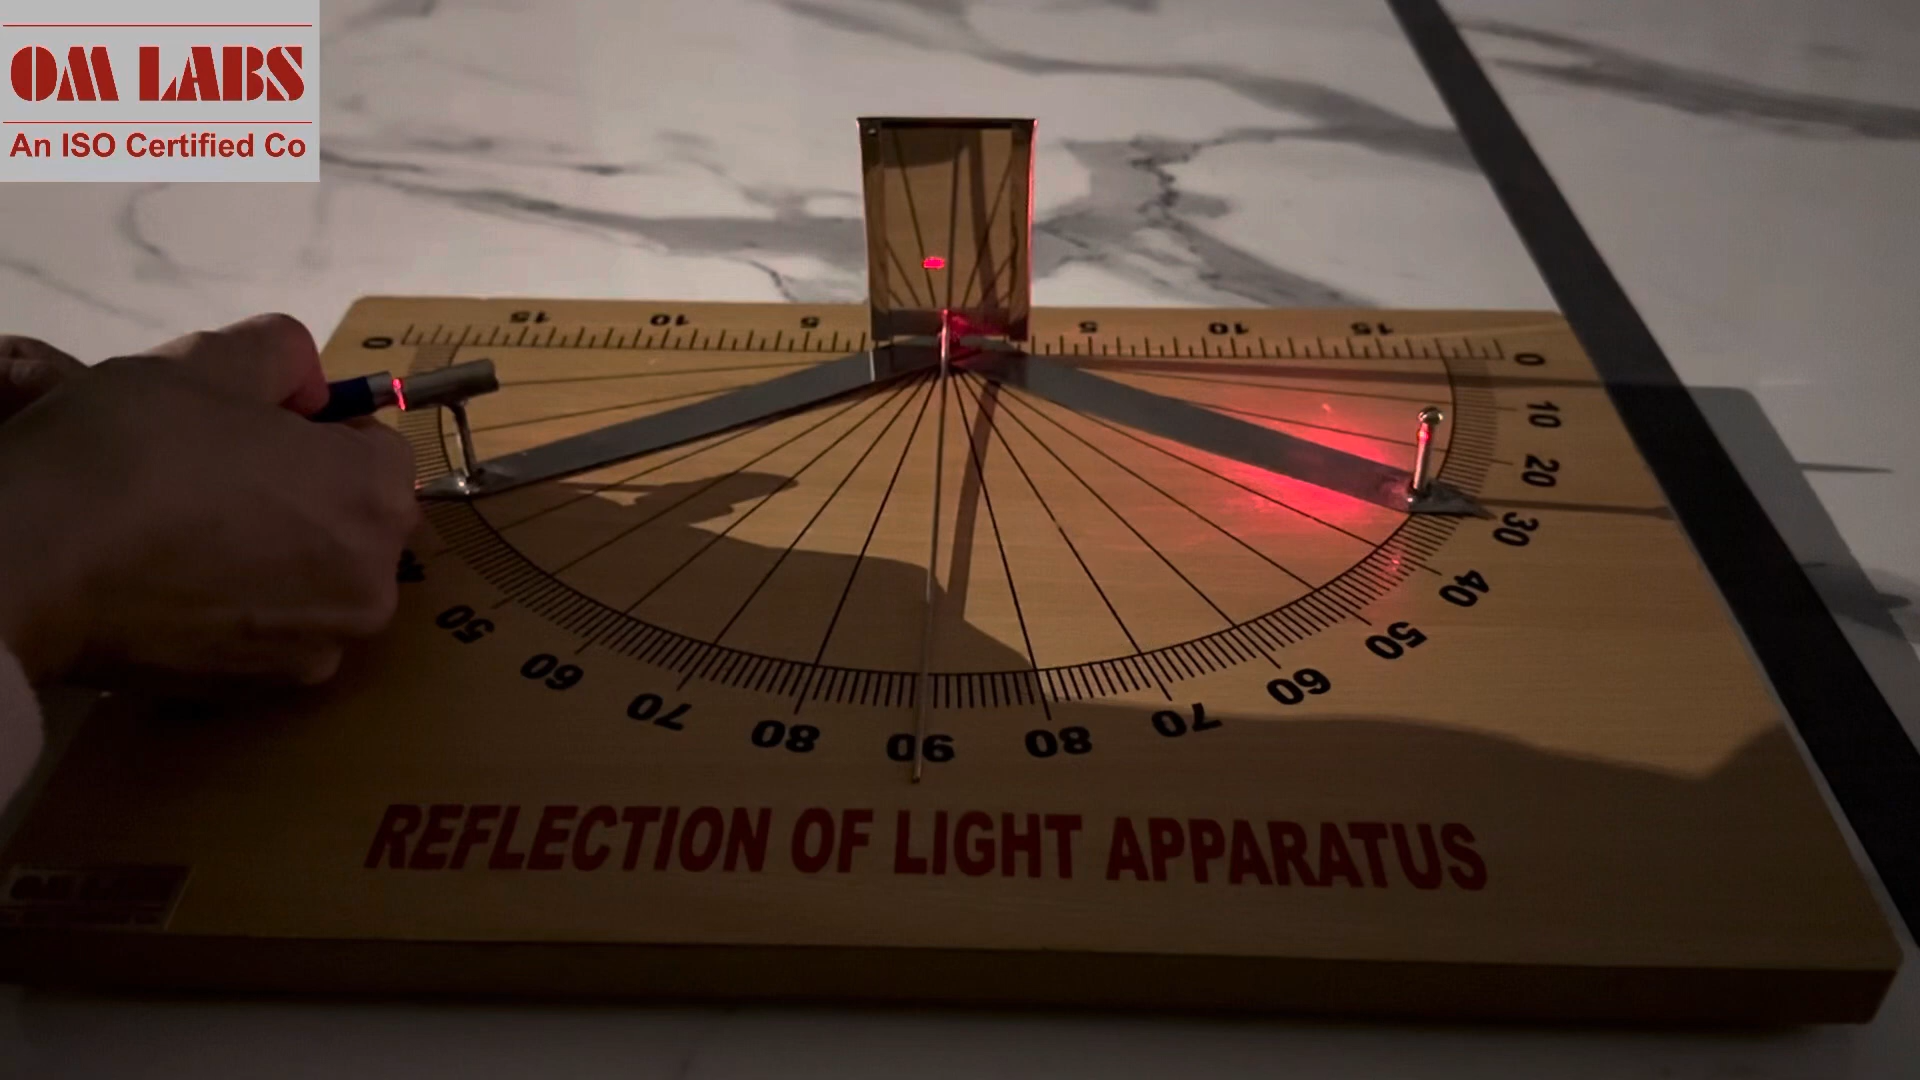 OM LABS
An ISO Certified Co
15 10 5 5 10 15
0 0
10
20
30
40
50 50
60 60
70 70
80 90 80
REFLECTION OF LIGHT APPARATUS